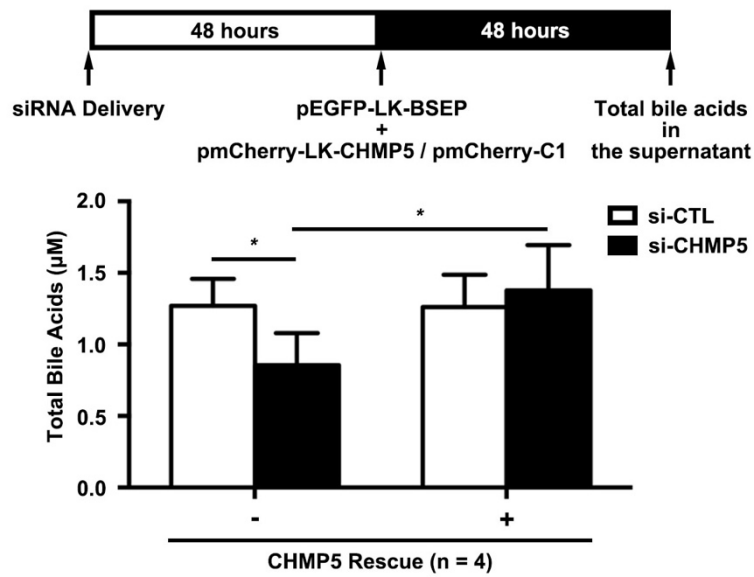 48 hours
48 hours
siRNA Delivery
pEGFP-LK-BSEP
+
pmCherry-LK-CHMP5 / pmCherry-C1
Total bile acids
in
the supernatant
Total Bile Acids (µM)
2.0
1.5
1.0
0.5
0.0
*
*
si-CTL
si-CHMP5
-
+
CHMP5 Rescue (n = 4)